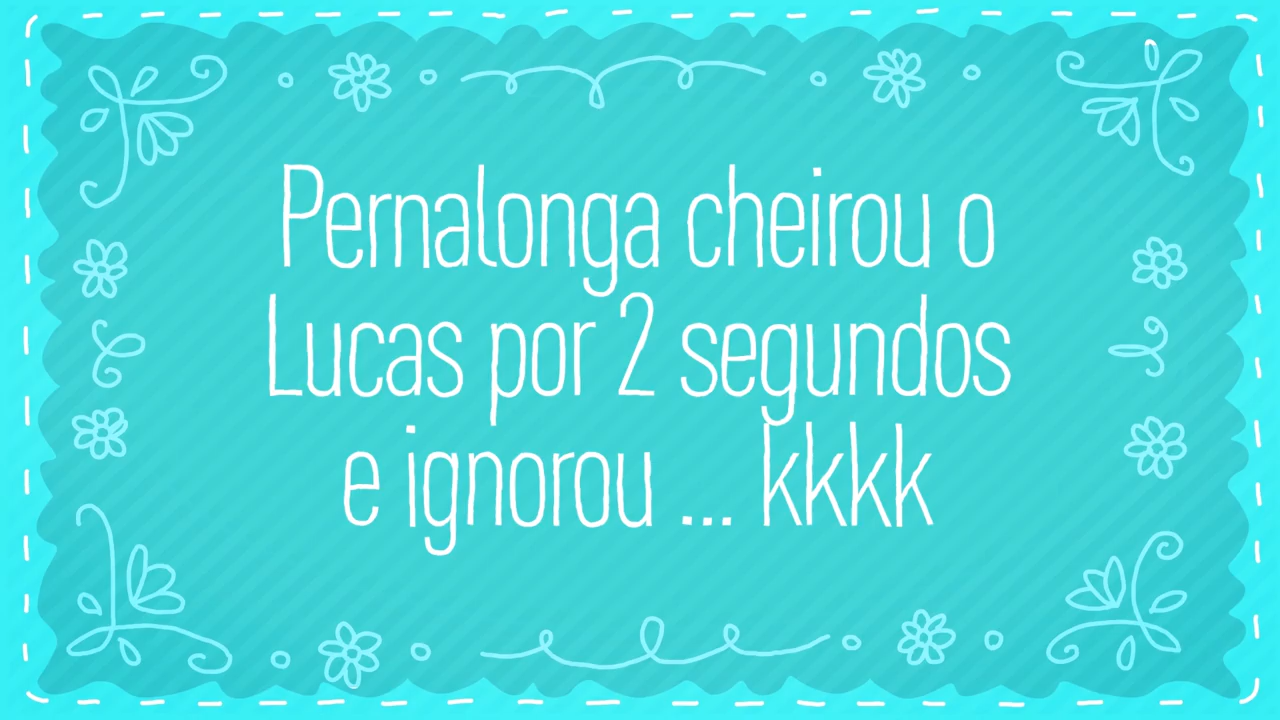 Pernalonga cheirou o
Lucas por 2 segundos
e ignorou ... kkkk